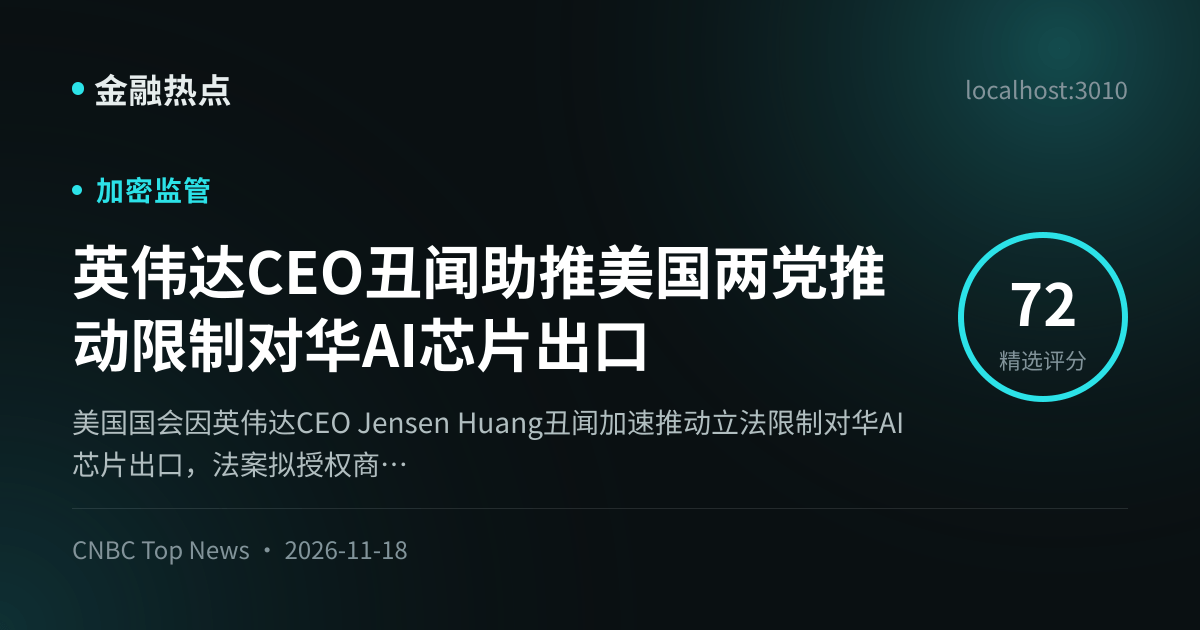 金融热点
localhost:3010
加密监管
英伟达CEO丑闻助推美国两党推
动限制对华AI芯片出口
72
精选评分
美国国会因英伟达CEO Jensen Huang丑闻加速推动立法限制对华AI
芯片出口，法案拟授权商…
CNBC Top News · 2026-11-18